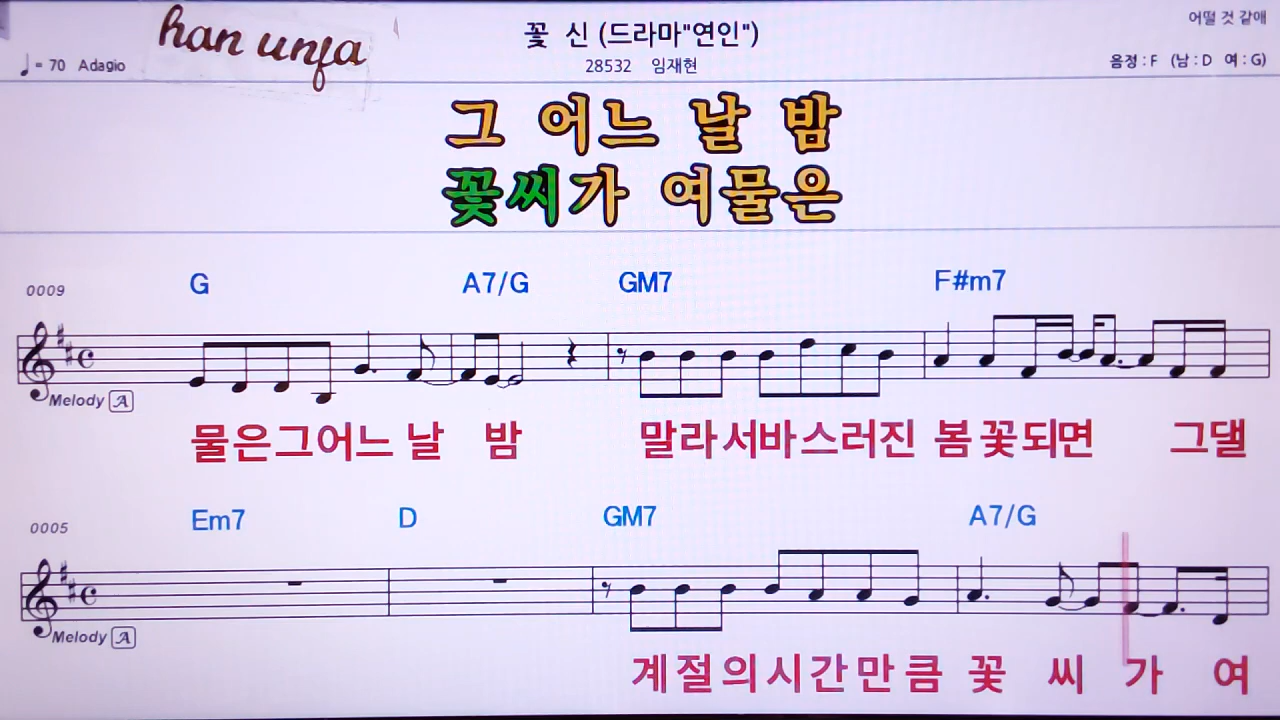 han unfa
꽃 신 (드라마"연인")
어떨 것 같애
♩= 70 Adagio
28532 임재현
음정 : F (남 : D 여 : G)
그 어느 날 밤
꽃씨가 여물은
G A7/G GM7 F#m7
0009
Melody A
물은그어느 날 밤 말라서바스러진 봄 꽃되면 그댈
Em7 D GM7 A7/G
0005
Melody A
계절의시간만큼 꽃 씨 가 여